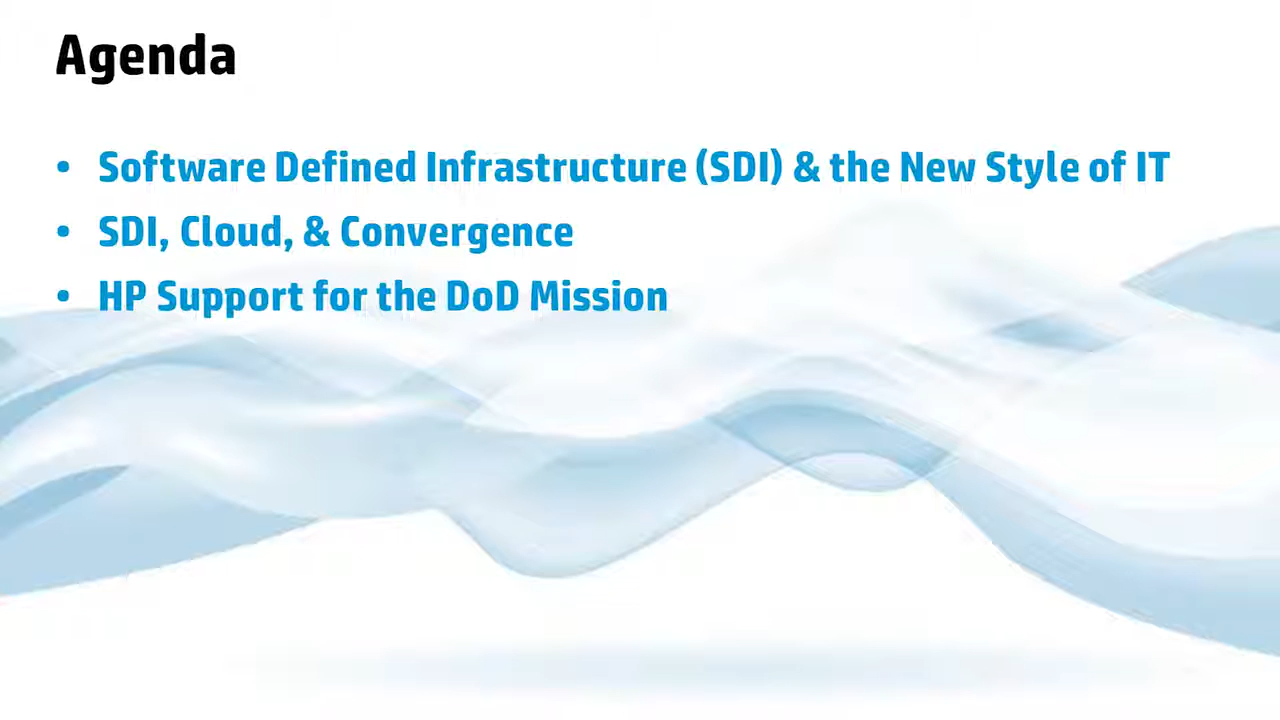 Agenda
• Software Defined Infrastructure (SDI) & the New Style of IT
• SDI, Cloud, & Convergence
• HP Support for the DoD Mission